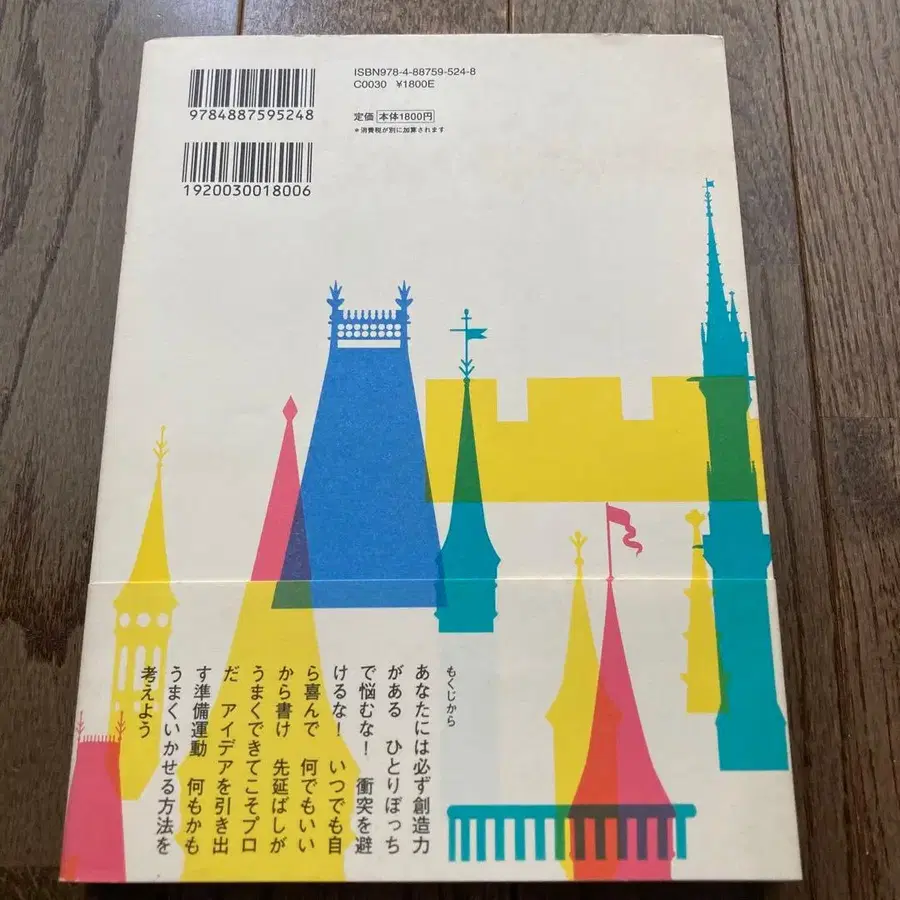 ISBN978-4-88759-524-8
C0030 ¥1800E
9784887595248
定価 本体1800円
＊消費税が別に加算されます
1920030018006
もくじから
あなたには必ず創造力
がある　ひとりぼっち
で悩むな！　衝突を避
けるな！　いつでも自
ら喜んで　何でもいい
から書け　先延ばしが
うまくできてこそプロ
だ　アイデアを引き出
す準備運動　何もかも
うまくいかせる方法を
考えよう